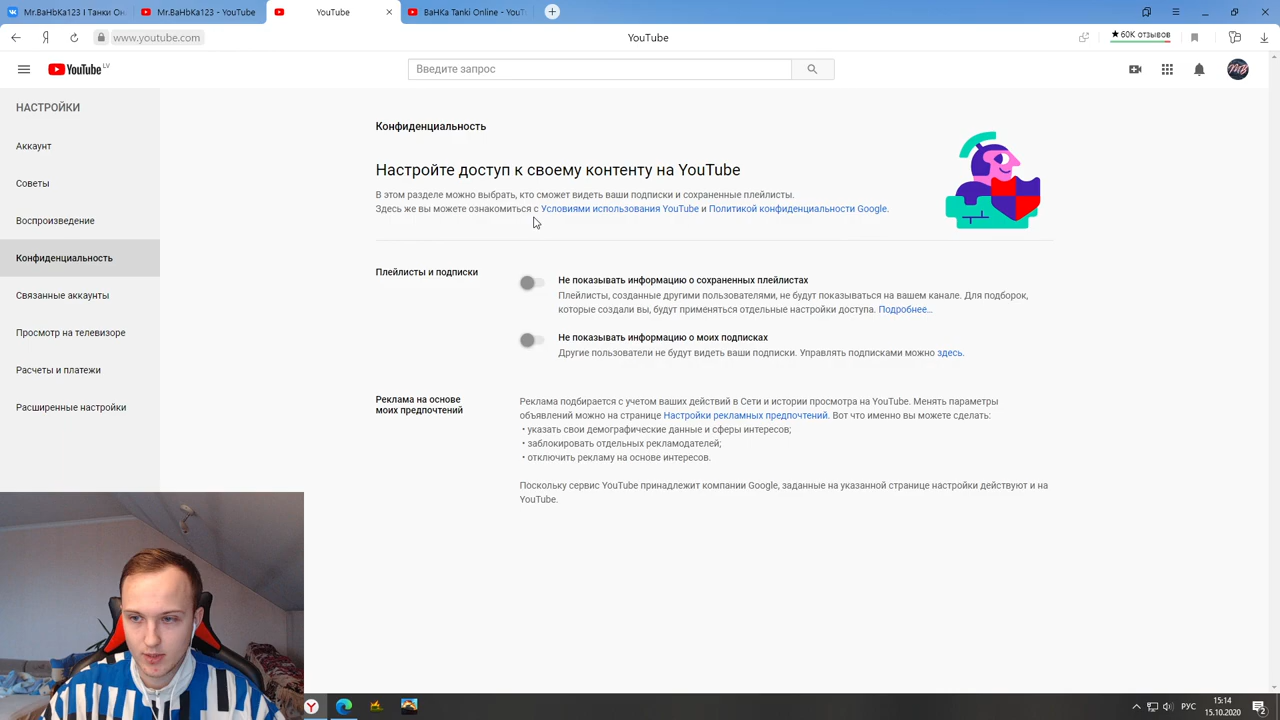 Mr.BaHKa123 I Танки Он
Mr.BaHKa123 - YouTube
YouTube
BaHKa Tanki Online - YouT
www.youtube.com
YouTube
★ 60K отзывов
YouTube LV
Введите запрос
НАСТРОЙКИ
Аккаунт
Советы
Воспроизведение
Конфиденциальность
Связанные аккаунты
Просмотр на телевизоре
Расчеты и платежи
Расширенные настройки
Конфиденциальность
Настройте доступ к своему контенту на YouTube
В этом разделе можно выбрать, кто сможет видеть ваши подписки и сохраненные плейлисты.
Здесь же вы можете ознакомиться с Условиями использования YouTube и Политикой конфиденциальности Google.
Плейлисты и подписки
Не показывать информацию о сохраненных плейлистах
Плейлисты, созданные другими пользователями, не будут показываться на вашем канале. Для подборок,
которые создали вы, будут применяться отдельные настройки доступа. Подробнее…
Не показывать информацию о моих подписках
Другие пользователи не будут видеть ваши подписки. Управлять подписками можно здесь.
Реклама на основе
моих предпочтений
Реклама подбирается с учетом ваших действий в Сети и истории просмотра на YouTube. Менять параметры
объявлений можно на странице Настройки рекламных предпочтений. Вот что именно вы можете сделать:
• указать свои демографические данные и сферы интересов;
• заблокировать отдельных рекламодателей;
• отключить рекламу на основе интересов.
Поскольку сервис YouTube принадлежит компании Google, заданные на указанной странице настройки действуют и на
YouTube.
РУС
15:14
15.10.2020
2